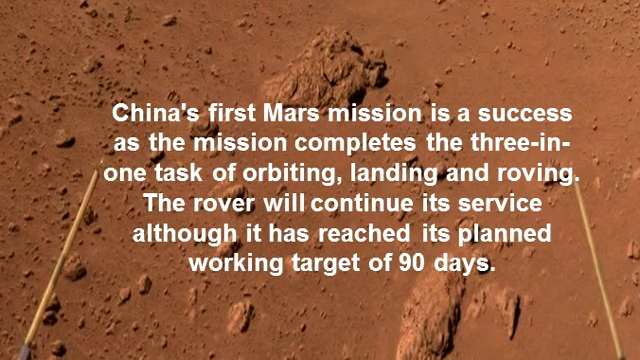 China's first Mars mission is a success
as the mission completes the three-in-
one task of orbiting, landing and roving.
The rover will continue its service
although it has reached its planned
working target of 90 days.